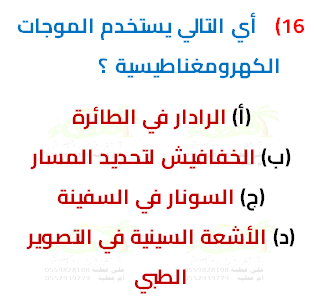 16) أي التالي يستخدم الموجات
الكهرومغناطيسية ؟
(أ) الرادار في الطائرة
(ب) الخفافيش لتحديد المسار
(ج) السونار في السفينة
(د) الأشعة السينية في التصوير
الطبي